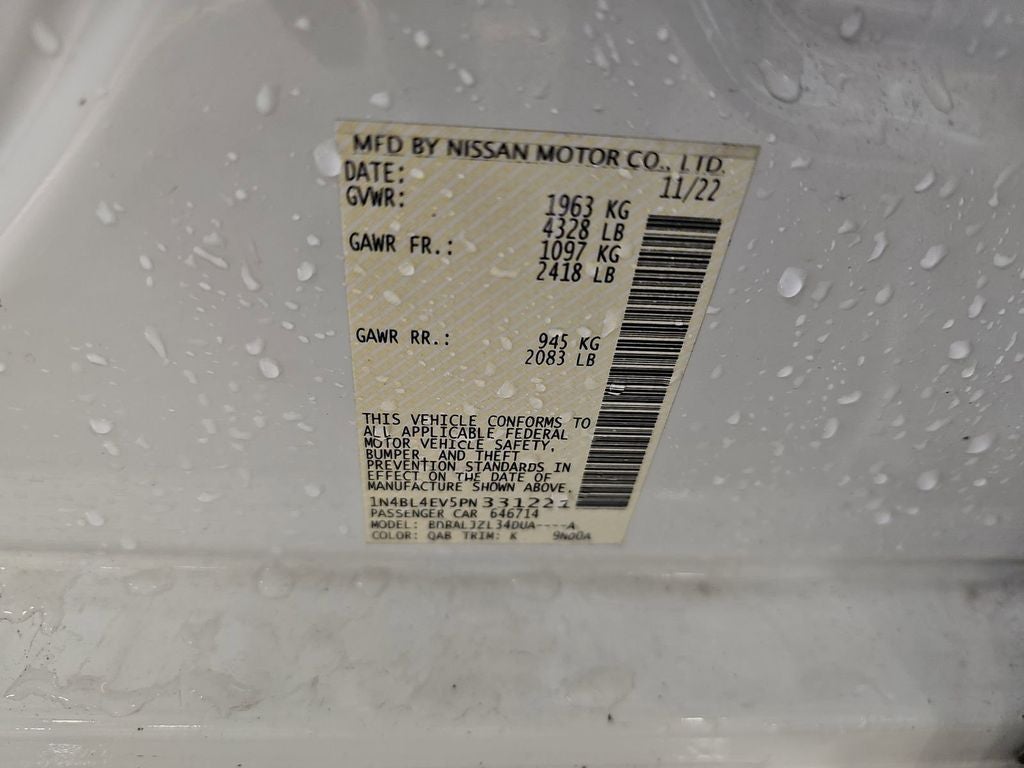 MFD BY NISSAN MOTOR CO., LTD.
DATE: 11/22
GVWR: 1963 KG
4328 LB
GAWR FR.: 1097 KG
2418 LB
GAWR RR.: 945 KG
2083 LB
THIS VEHICLE CONFORMS TO
ALL APPLICABLE FEDERAL
MOTOR VEHICLE SAFETY,
BUMPER, AND THEFT
PREVENTION STANDARDS IN
EFFECT ON THE DATE OF
MANUFACTURE SHOWN ABOVE.
1N4BL4EV5PN331221
PASSENGER CAR 646714
MODEL:
COLOR: QAB TRIM: K